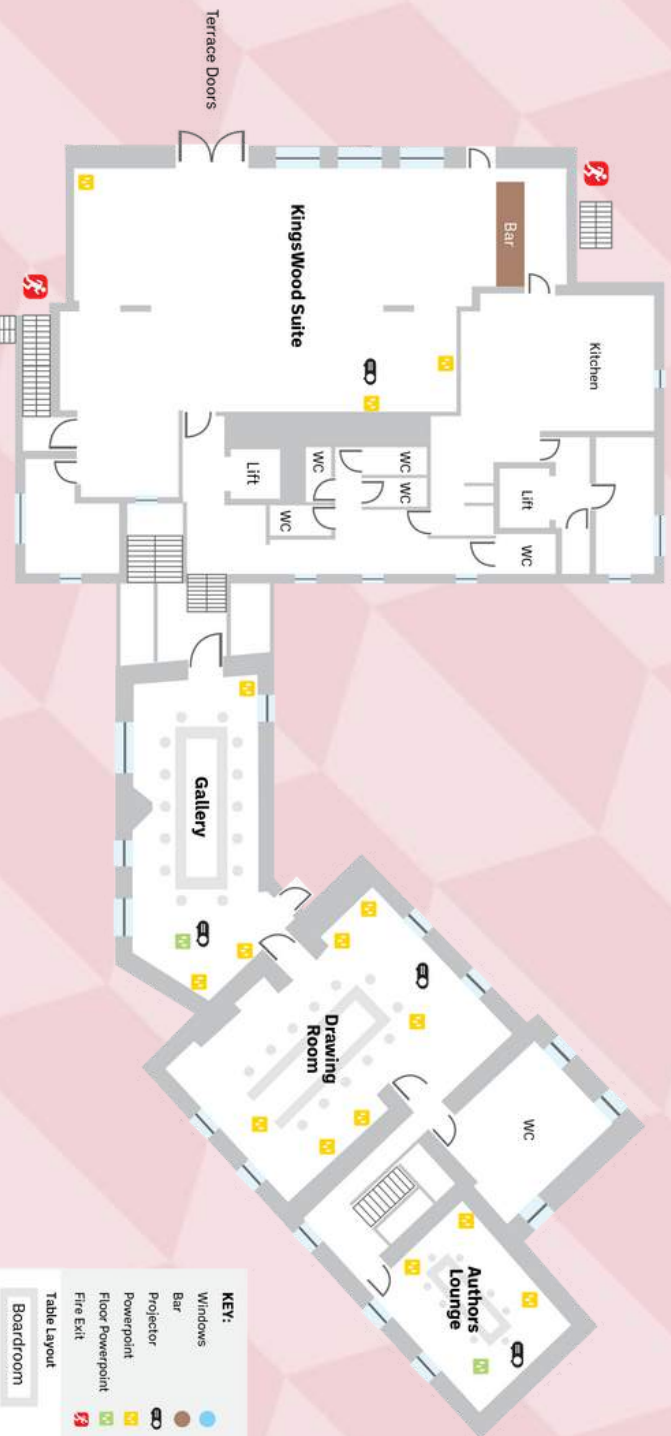 Terrace Doors
KingsWood Suite
Bar
Kitchen
Lift
WC
WC
WC
WC
Lift
WC
Gallery
Drawing
Room
WC
Authors
Lounge
KEY:
Windows
Bar
Projector
Powerpoint
Floor Powerpoint
Fire Exit
Table Layout
Boardroom